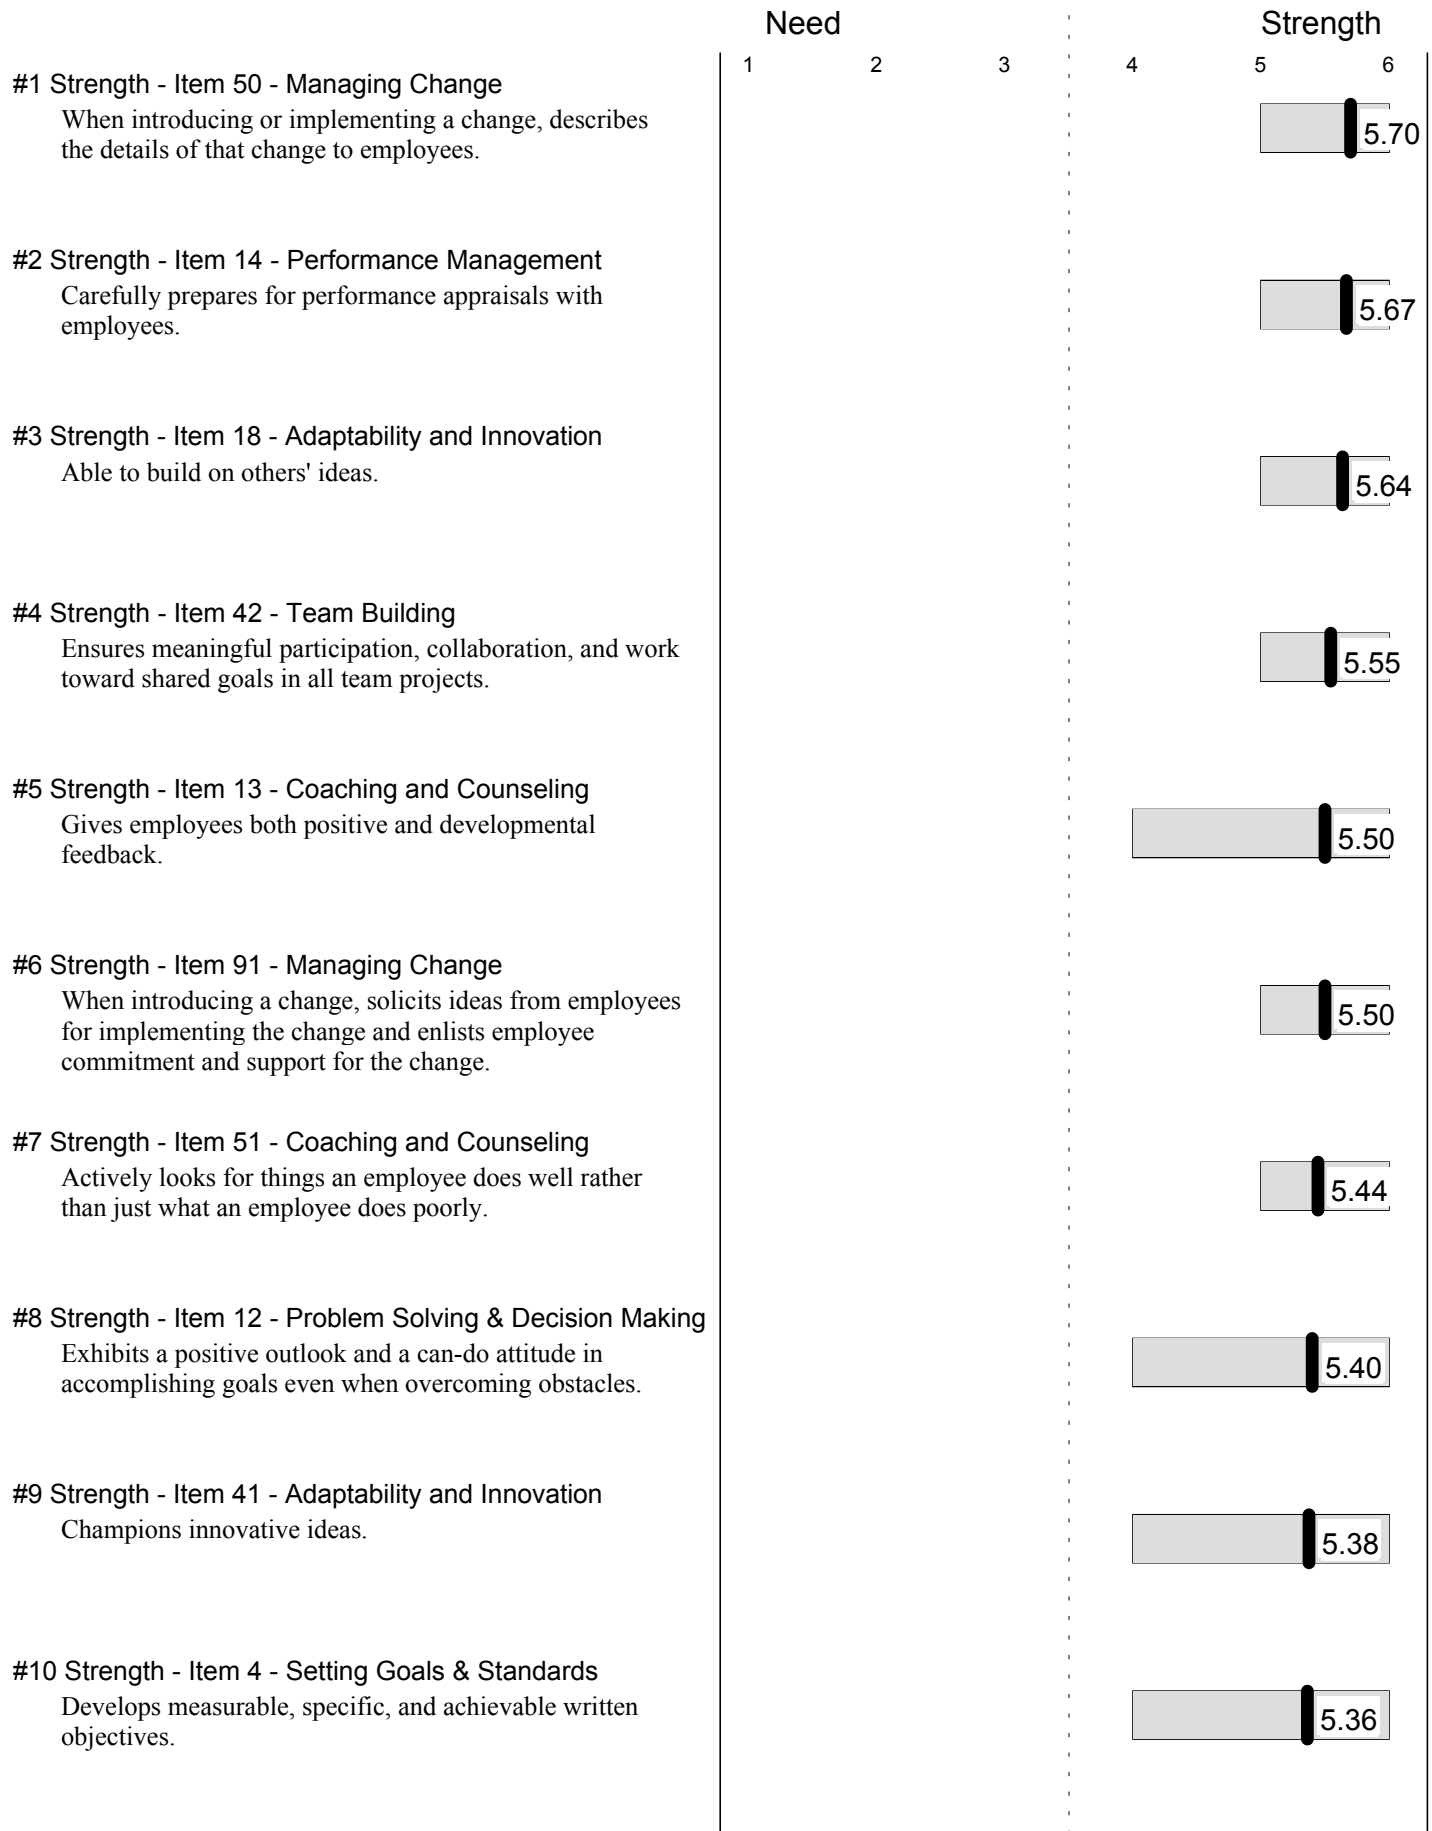 Need
Strength
1 2 3 4 5 6
#1 Strength - Item 50 - Managing Change
When introducing or implementing a change, describes
the details of that change to employees.
5.70
#2 Strength - Item 14 - Performance Management
Carefully prepares for performance appraisals with
employees.
5.67
#3 Strength - Item 18 - Adaptability and Innovation
Able to build on others' ideas.
5.64
#4 Strength - Item 42 - Team Building
Ensures meaningful participation, collaboration, and work
toward shared goals in all team projects.
5.55
#5 Strength - Item 13 - Coaching and Counseling
Gives employees both positive and developmental
feedback.
5.50
#6 Strength - Item 91 - Managing Change
When introducing a change, solicits ideas from employees
for implementing the change and enlists employee
commitment and support for the change.
5.50
#7 Strength - Item 51 - Coaching and Counseling
Actively looks for things an employee does well rather
than just what an employee does poorly.
5.44
#8 Strength - Item 12 - Problem Solving & Decision Making
Exhibits a positive outlook and a can-do attitude in
accomplishing goals even when overcoming obstacles.
5.40
#9 Strength - Item 41 - Adaptability and Innovation
Champions innovative ideas.
5.38
#10 Strength - Item 4 - Setting Goals & Standards
Develops measurable, specific, and achievable written
objectives.
5.36